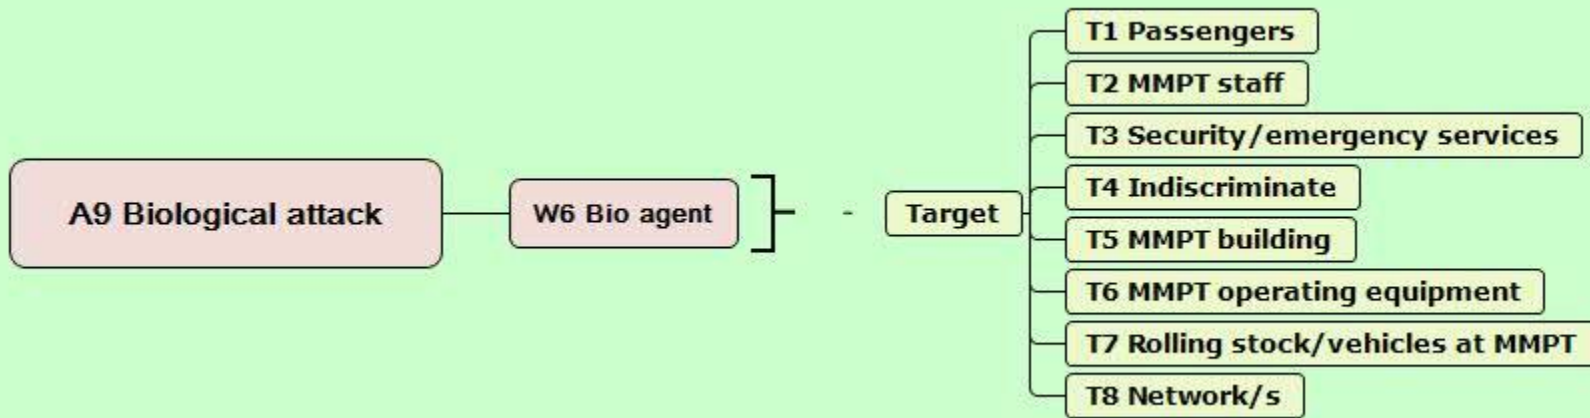 A9 Biological attack
W6 Bio agent
-
Target
T1 Passengers
T2 MMPT staff
T3 Security/emergency services
T4 Indiscriminate
T5 MMPT building
T6 MMPT operating equipment
T7 Rolling stock/vehicles at MMPT
T8 Network/s